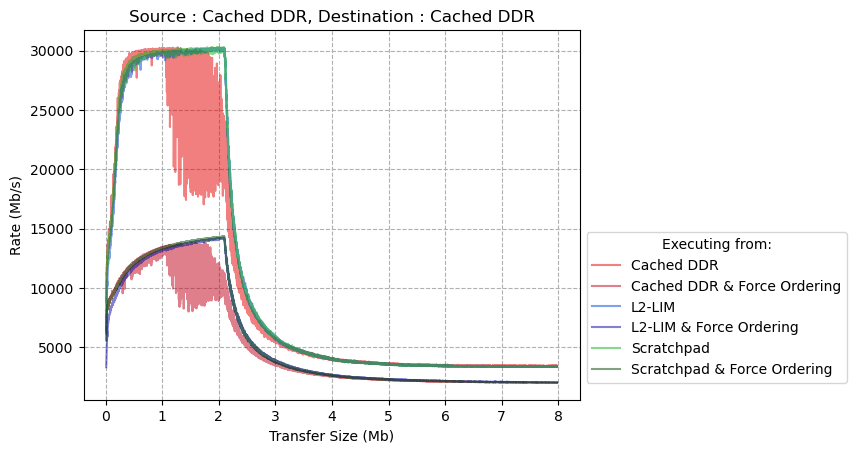 Source : Cached DDR, Destination : Cached DDR
30000
25000
20000
15000
10000
5000
Rate (Mb/s)
0 1 2 3 4 5 6 7 8
Transfer Size (Mb)
Executing from:
Cached DDR
Cached DDR & Force Ordering
L2-LIM
L2-LIM & Force Ordering
Scratchpad
Scratchpad & Force Ordering